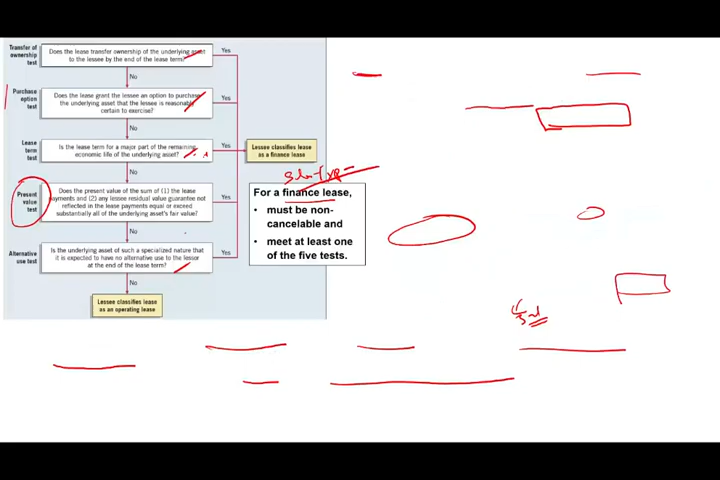 Transfer of
ownership
test
Does the lease transfer ownership of the underlying asset
to the lessee by the end of the lease term?
Yes
No
Purchase
option
test
Does the lease grant the lessee an option to purchase
the underlying asset that the lessee is reasonably
certain to exercise?
Yes
No
Lease
term
test
Is the lease term for a major part of the remaining
economic life of the underlying asset?
Yes
Lessee classifies lease
as a finance lease
No
Present
value
test
Does the present value of the sum of (1) the lease
payments and (2) any lessee residual value guarantee not
reflected in the lease payments equal or exceed
substantially all of the underlying asset's fair value?
Yes
For a finance lease,
• must be non-
cancelable and
• meet at least one
of the five tests.
No
Alternative
use test
Is the underlying asset of such a specialized nature that
it is expected to have no alternative use to the lessor
at the end of the lease term?
Yes
No
Lessee classifies lease
as an operating lease